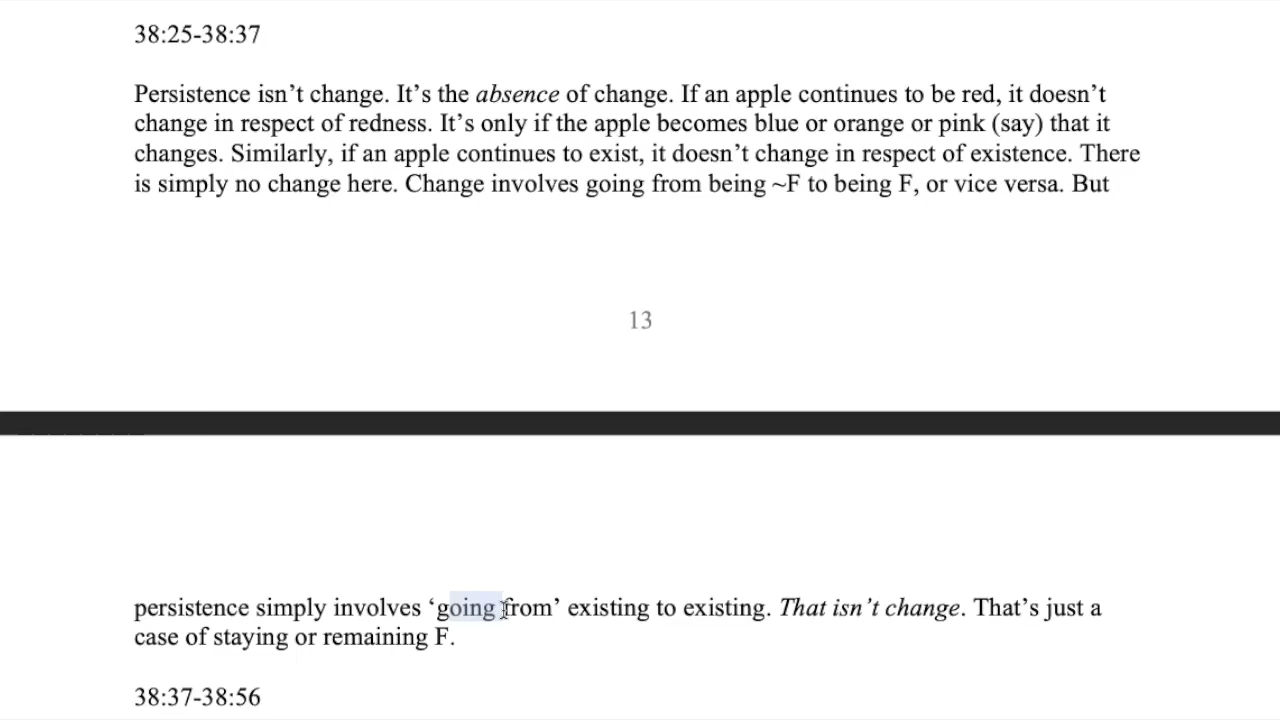 38:25-38:37
Persistence isn’t change. It’s the absence of change. If an apple continues to be red, it doesn’t
change in respect of redness. It’s only if the apple becomes blue or orange or pink (say) that it
changes. Similarly, if an apple continues to exist, it doesn’t change in respect of existence. There
is simply no change here. Change involves going from being ~F to being F, or vice versa. But
13
persistence simply involves ‘going from’ existing to existing. That isn’t change. That’s just a
case of staying or remaining F.
38:37-38:56